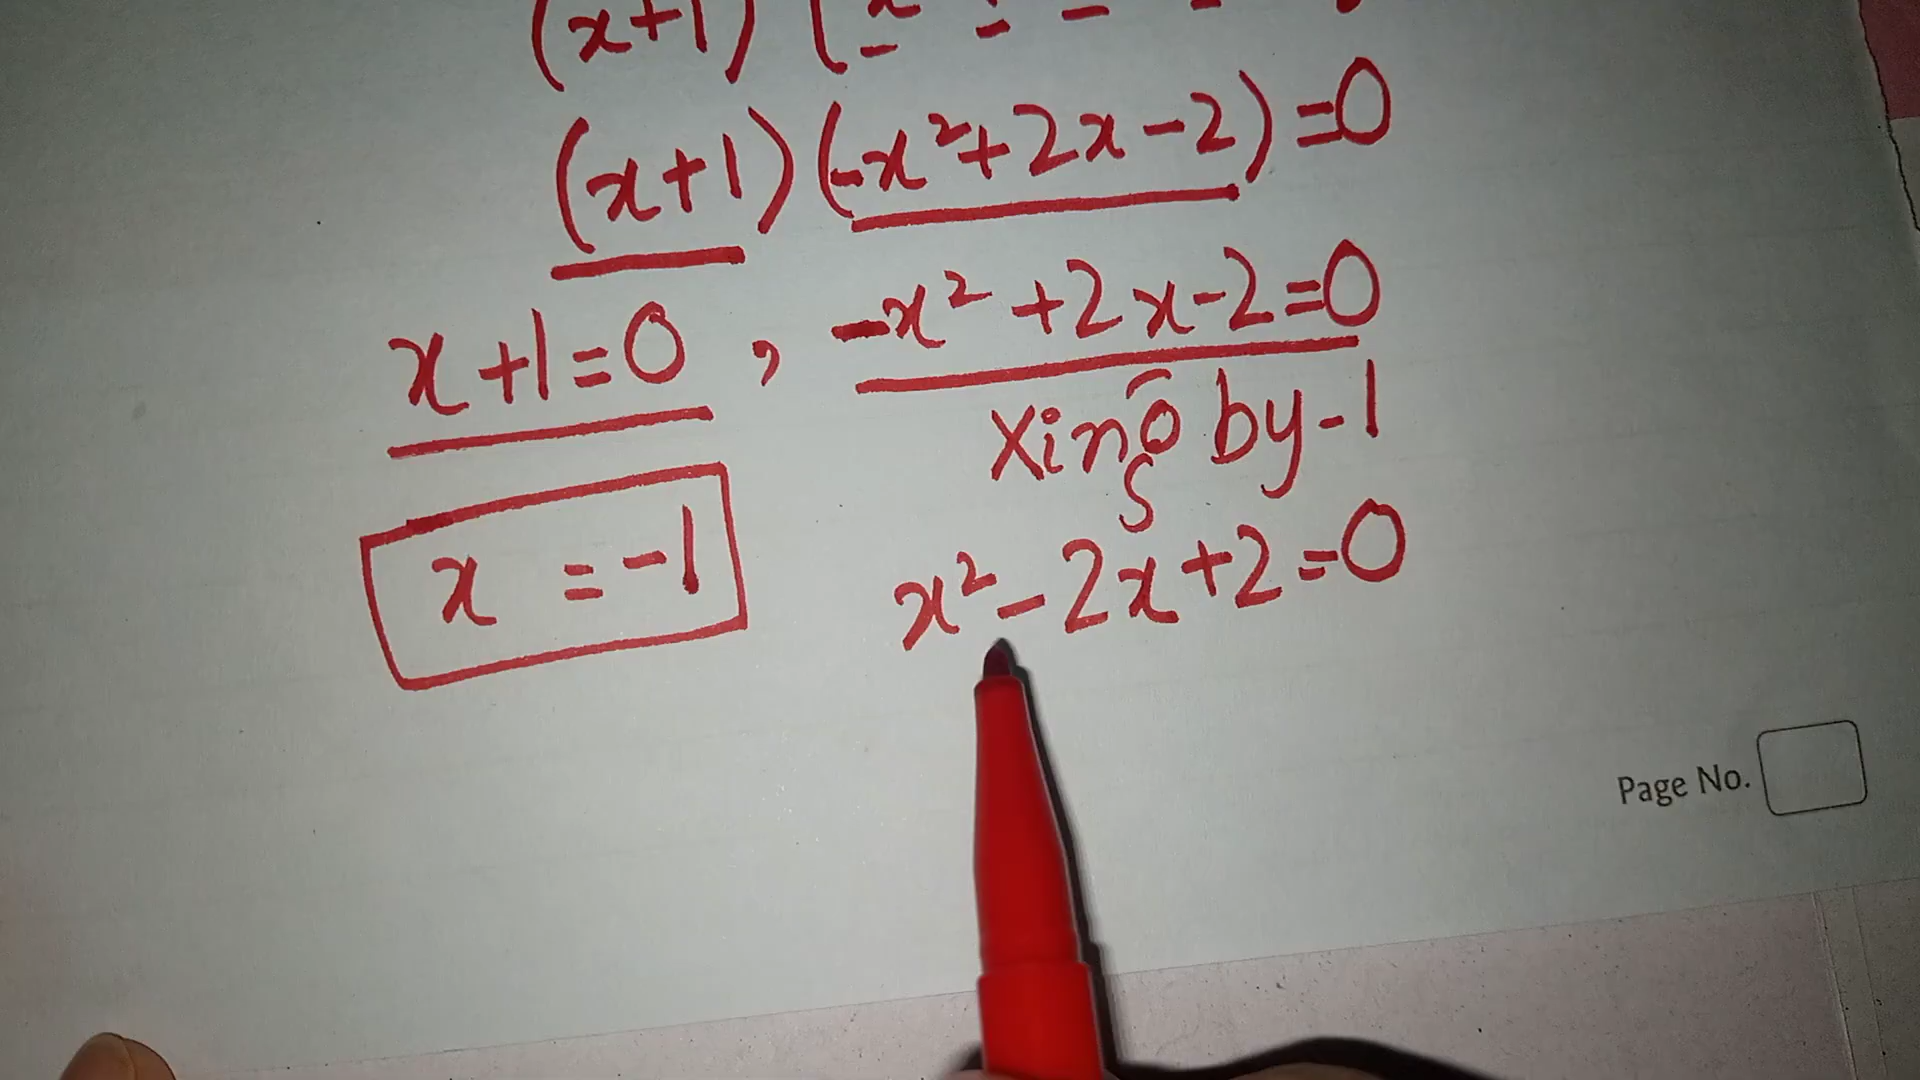 (x+1) (
(x+1) (-x²+2x-2)=0
x+1=0 , -x²+2x-2=0
Xing by-1
x=-1
x²-2x+2=0
Page No.